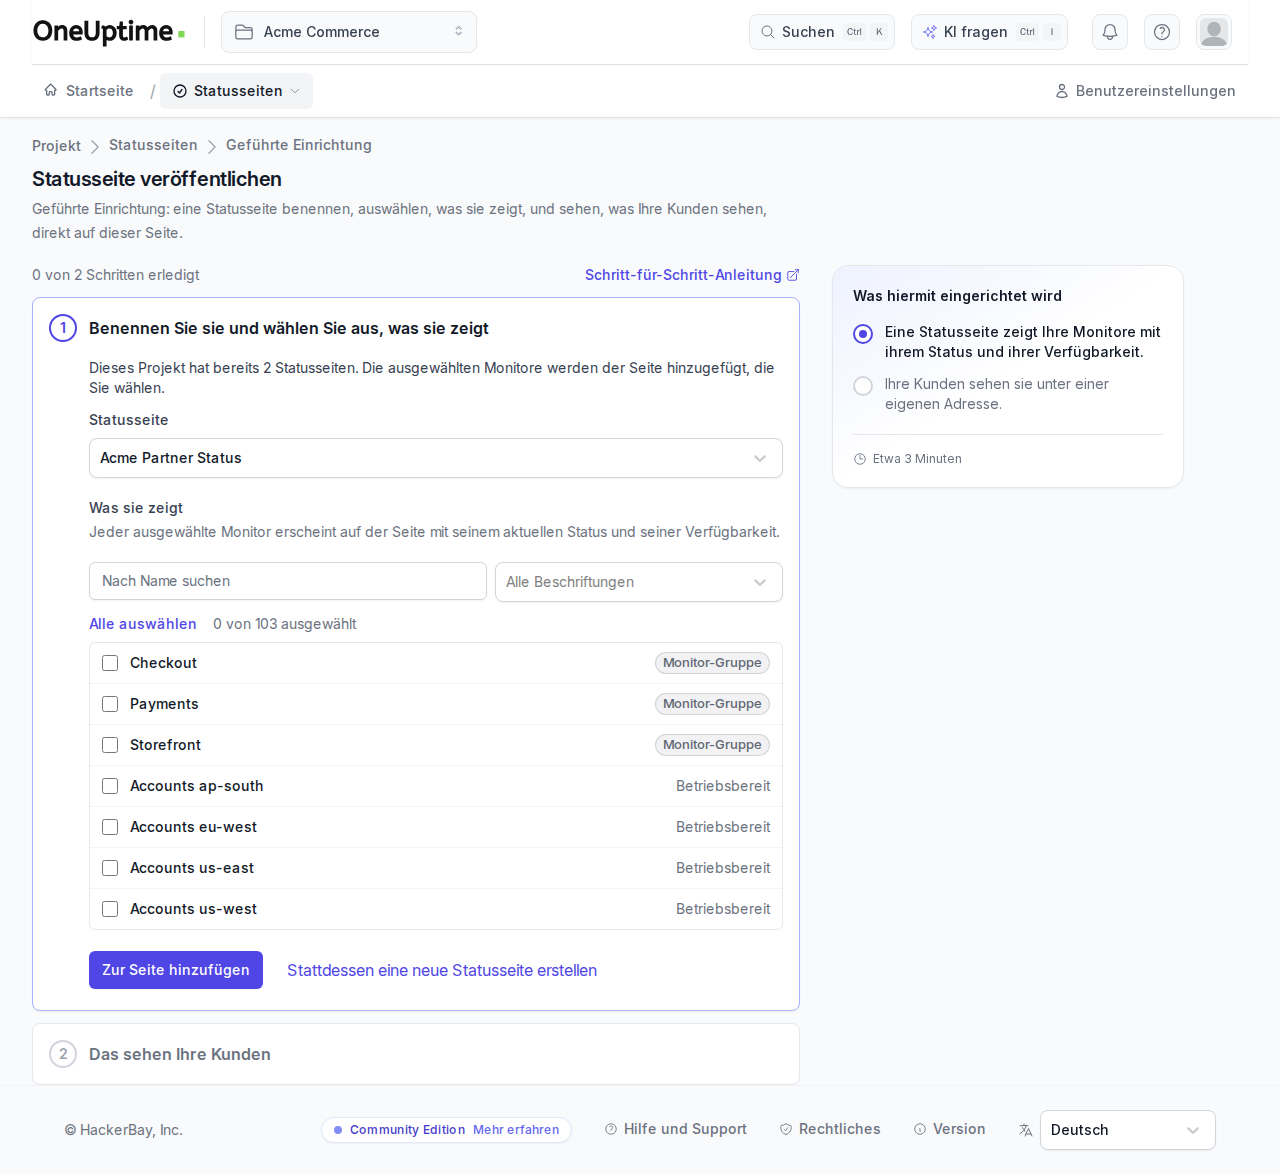 OneUptime
Acme Commerce
Suchen Ctrl K
KI fragen Ctrl I
Startseite / Statusseiten
Benutzereinstellungen
Projekt Statusseiten Geführte Einrichtung
Statusseite veröffentlichen
Geführte Einrichtung: eine Statusseite benennen, auswählen, was sie zeigt, und sehen, was Ihre Kunden sehen,
direkt auf dieser Seite.
0 von 2 Schritten erledigt
Schritt-für-Schritt-Anleitung
1 Benennen Sie sie und wählen Sie aus, was sie zeigt
Dieses Projekt hat bereits 2 Statusseiten. Die ausgewählten Monitore werden der Seite hinzugefügt, die
Sie wählen.
Statusseite
Acme Partner Status
Was sie zeigt
Jeder ausgewählte Monitor erscheint auf der Seite mit seinem aktuellen Status und seiner Verfügbarkeit.
Nach Name suchen
Alle Beschriftungen
Alle auswählen 0 von 103 ausgewählt
Checkout Monitor-Gruppe
Payments Monitor-Gruppe
Storefront Monitor-Gruppe
Accounts ap-south Betriebsbereit
Accounts eu-west Betriebsbereit
Accounts us-east Betriebsbereit
Accounts us-west Betriebsbereit
Zur Seite hinzufügen
Stattdessen eine neue Statusseite erstellen
2 Das sehen Ihre Kunden
Was hiermit eingerichtet wird
Eine Statusseite zeigt Ihre Monitore mit
ihrem Status und ihrer Verfügbarkeit.
Ihre Kunden sehen sie unter einer
eigenen Adresse.
Etwa 3 Minuten
© HackerBay, Inc.
Community Edition Mehr erfahren
Hilfe und Support
Rechtliches
Version
Deutsch